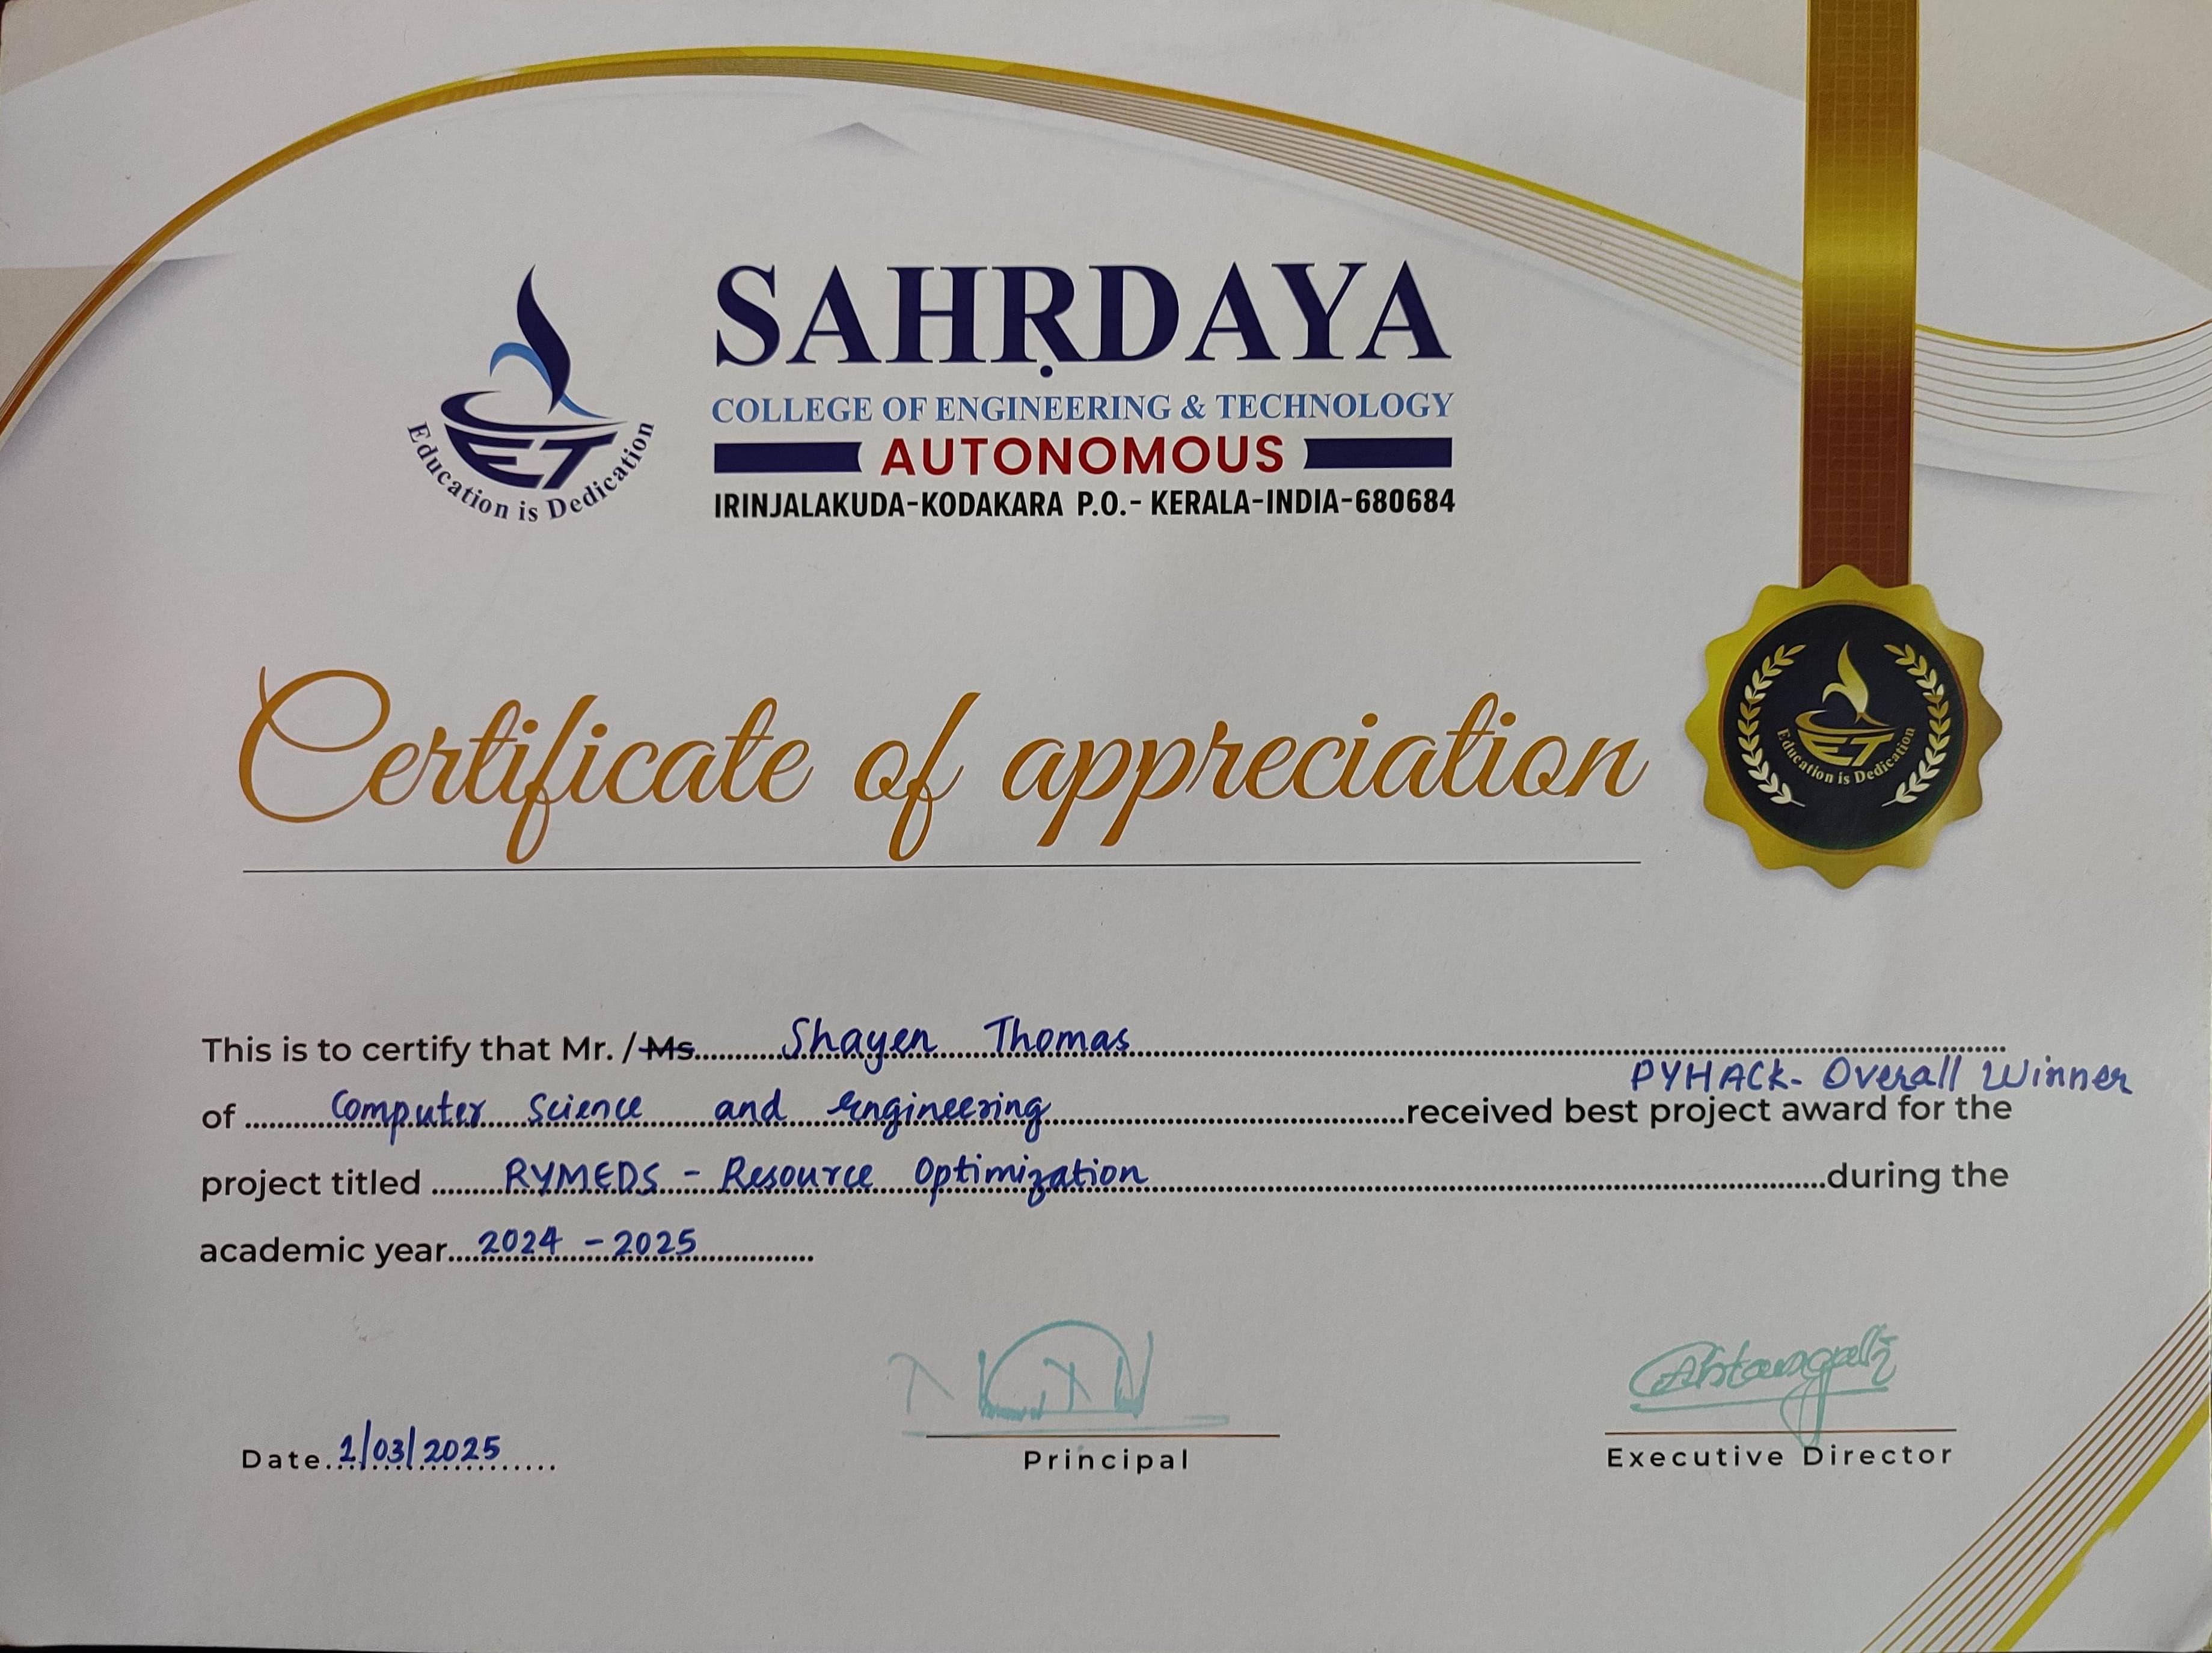 SAHṚDAYA
COLLEGE OF ENGINEERING & TECHNOLOGY
AUTONOMOUS
IRINJALAKUDA-KODAKARA P.O.- KERALA-INDIA-680684
ET
Education is Dedication
Certificate of appreciation
ET
Education is Dedication
This is to certify that Mr. / Ms............Shayen Thomas
PYHACK- Overall Winner
of Computer Science and Engineering received best project award for the
project titled RYMEDS - Resource Optimization during the
academic year 2024 - 2025
Date 1/03/2025
Principal
Executive Director